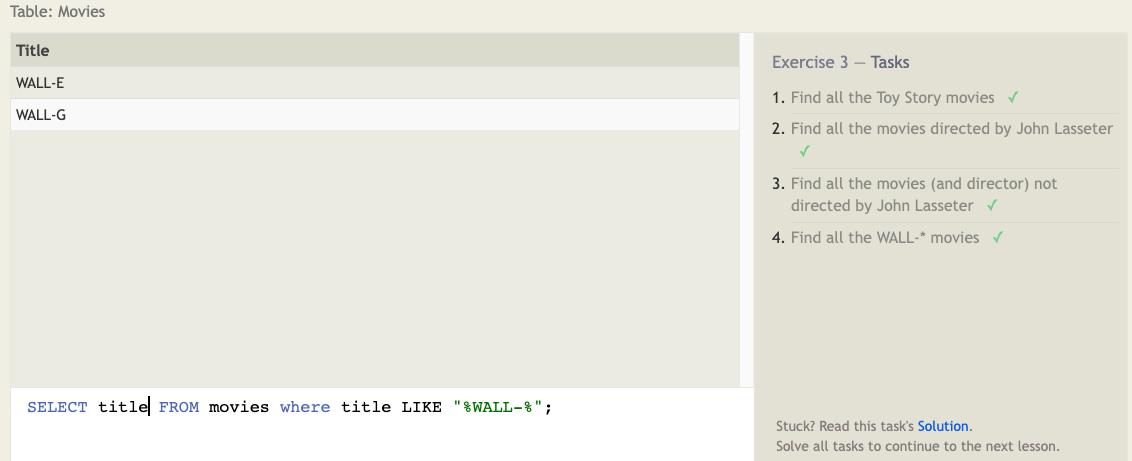 Table: Movies
Title
WALL-E
WALL-G
SELECT title FROM movies where title LIKE "%WALL-%";
Exercise 3 — Tasks
1. Find all the Toy Story movies ✓
2. Find all the movies directed by John Lasseter
✓
3. Find all the movies (and director) not
directed by John Lasseter ✓
4. Find all the WALL-* movies ✓
Stuck? Read this task's Solution.
Solve all tasks to continue to the next lesson.